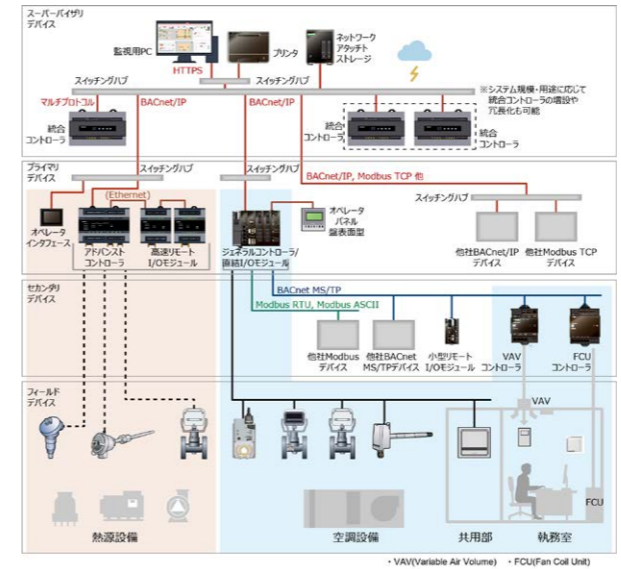 スーパーバイザリ
デバイス
監視用PC
プリンタ
ネットワーク
アタッチト
ストレージ
HTTPS
スイッチングハブ
スイッチングハブ
マルチプロトコル
BACnet/IP
BACnet/IP
※システム規模・用途に応じて
統合コントローラの増設や
冗長化も可能
統合
コントローラ
統合
コントローラ
統合
コントローラ
プライマリ
デバイス
スイッチングハブ
スイッチングハブ
BACnet/IP, Modbus TCP 他
スイッチングハブ
(Ethernet)
オペレータ
インタフェース
アドバンスト
コントローラ
高速リモート
I/Oモジュール
ジェネラルコントローラ/
直結I/Oモジュール
オペレータ
パネル
盤表面型
他社BACnet/IP
デバイス
他社Modbus TCP
デバイス
セカンダリ
デバイス
BACnet MS/TP
Modbus RTU, Modbus ASCII
他社Modbus
デバイス
他社BACnet
MS/TPデバイス
小型リモート
I/Oモジュール
VAV
コントローラ
FCU
コントローラ
フィールド
デバイス
VAV
FCU
熱源設備
空調設備
共用部
執務室
・VAV(Variable Air Volume) ・FCU(Fan Coil Unit)